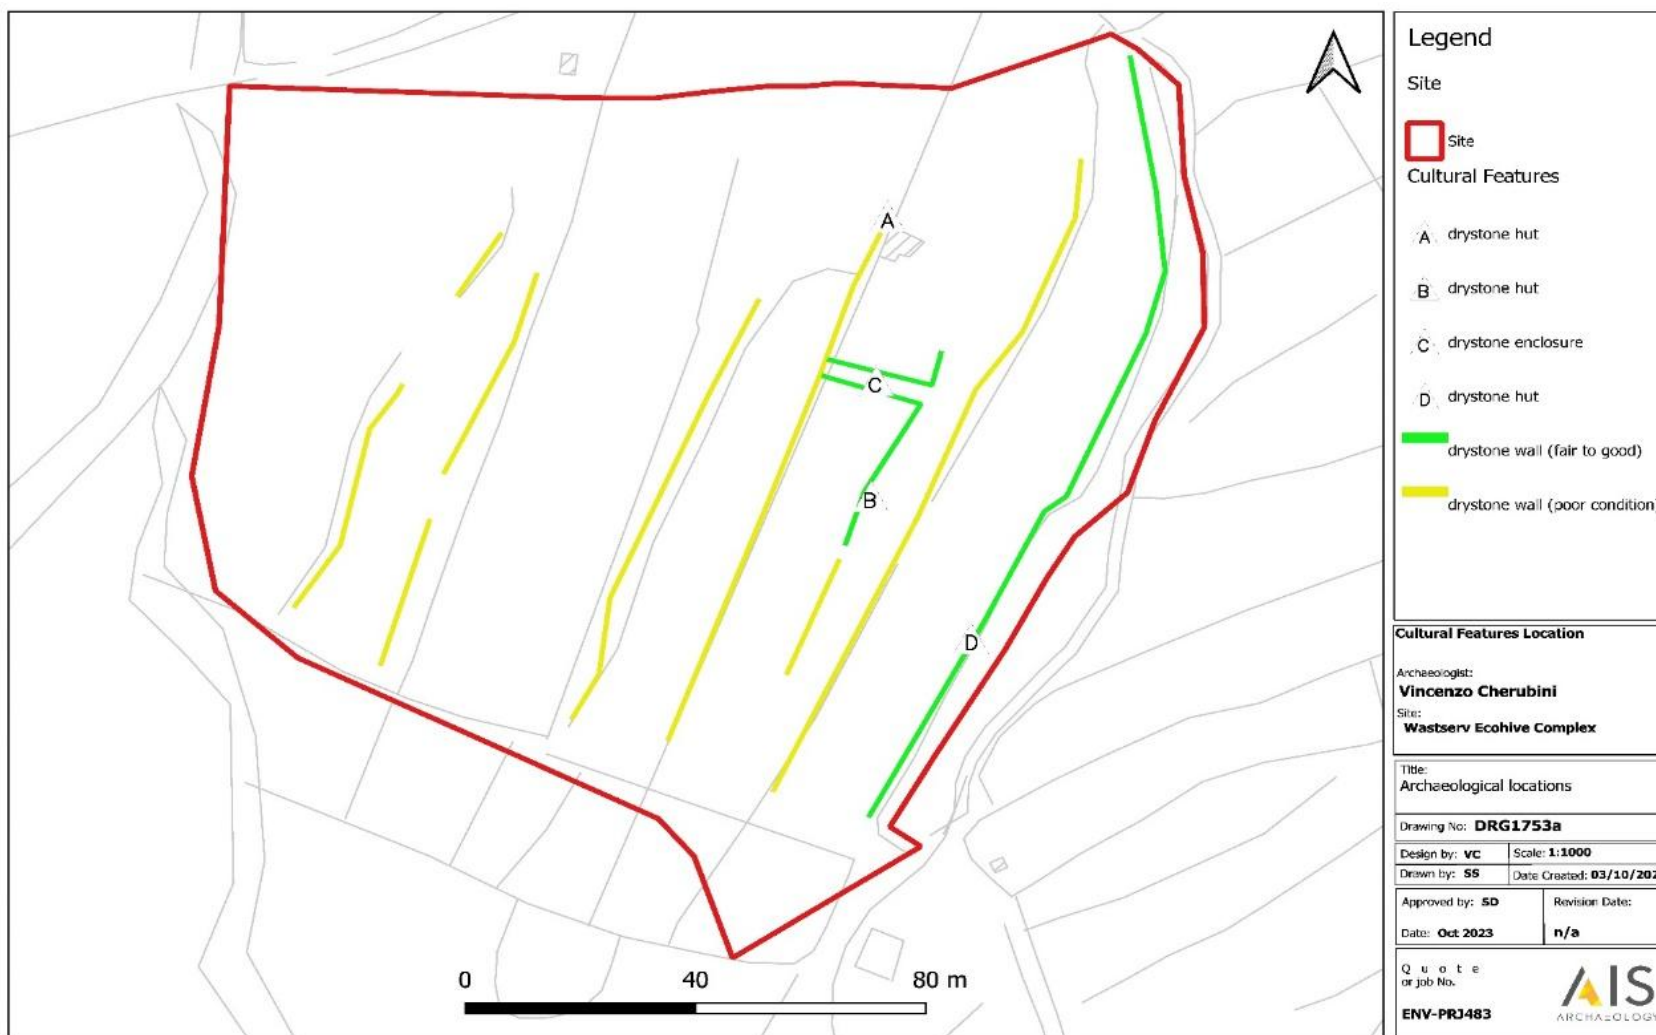 A
C
B
D
0 40 80 m
Legend
Site
Site
Cultural Features
A drystone hut
B drystone hut
C drystone enclosure
D drystone hut
drystone wall (fair to good)
drystone wall (poor condition
Cultural Features Location
Archaeologist:
Vincenzo Cherubini
Site:
Wastserv Ecohive Complex
Title:
Archaeological locations
Drawing No: DRG1753a
Design by: VC Scale: 1:1000
Drawn by: SS Date Created: 03/10/202
Approved by: SD Revision Date:
Date: Oct 2023 n/a
Quote
or job No.
ENV-PRJ483
AIS
ARCHAEOLOGY